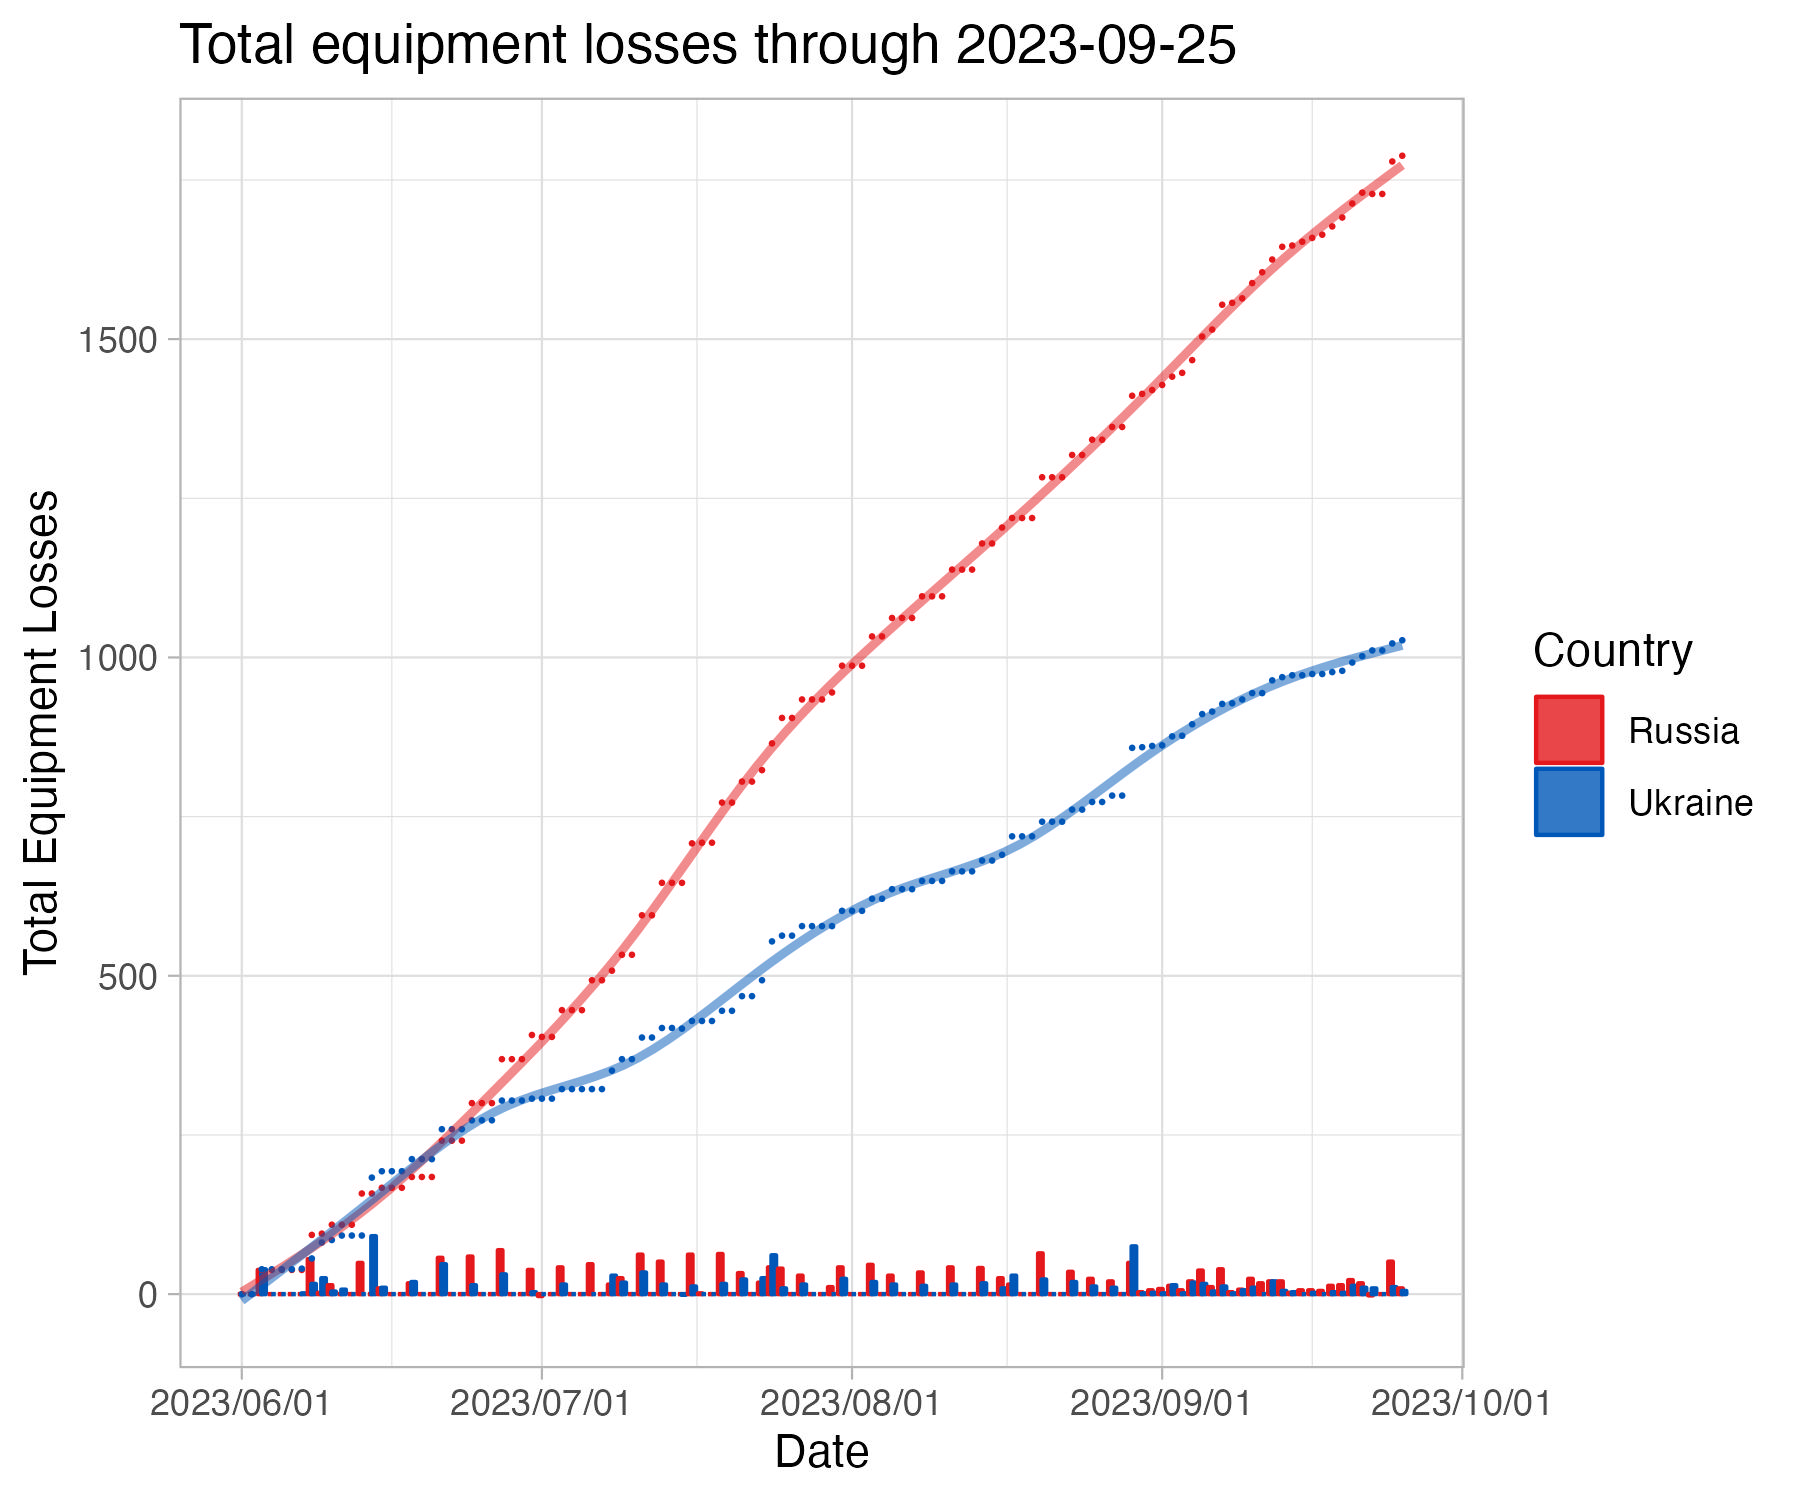 Total equipment losses through 2023-09-25
Total Equipment Losses
1500
1000
500
0
2023/06/01
2023/07/01
2023/08/01
2023/09/01
2023/10/01
Date
Country
Russia
Ukraine